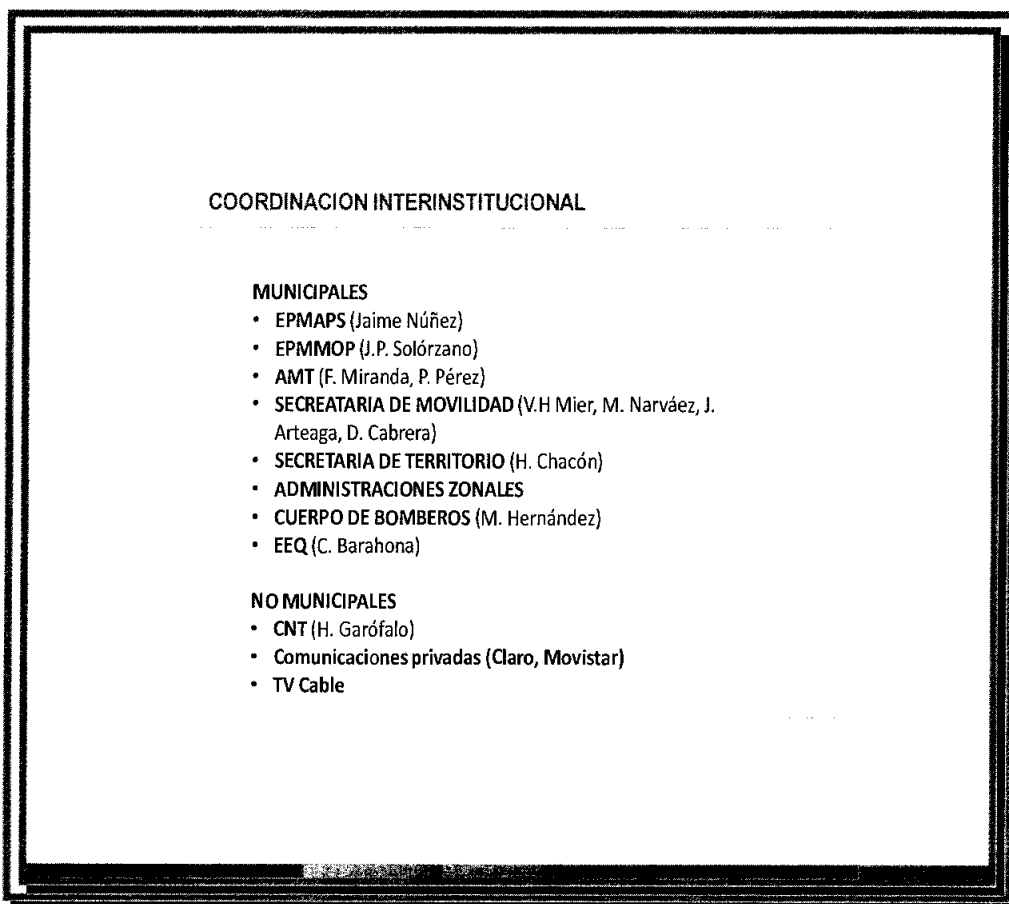 COORDINACION INTERINSTITUCIONAL
MUNICIPALES
• EPMAPS (Jaime Núñez)
• EPMMOP (J.P. Solórzano)
• AMT (F. Miranda, P. Pérez)
• SECREATARIA DE MOVILIDAD (V.H Mier, M. Narváez, J.
Arteaga, D. Cabrera)
• SECRETARIA DE TERRITORIO (H. Chacón)
• ADMINISTRACIONES ZONALES
• CUERPO DE BOMBEROS (M. Hernández)
• EEQ (C. Barahona)
NO MUNICIPALES
• CNT (H. Garófalo)
• Comunicaciones privadas (Claro, Movistar)
• TV Cable